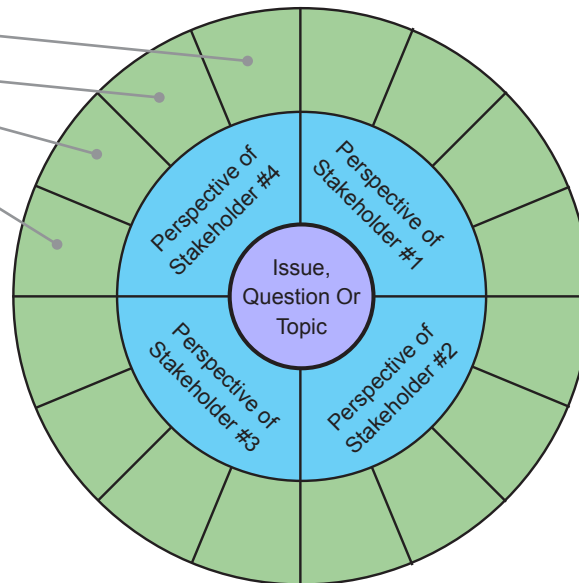 Perspective of
Stakeholder #4
Perspective of
Stakeholder #1
Issue,
Question Or
Topic
Perspective of
Stakeholder #3
Perspective of
Stakeholder #2